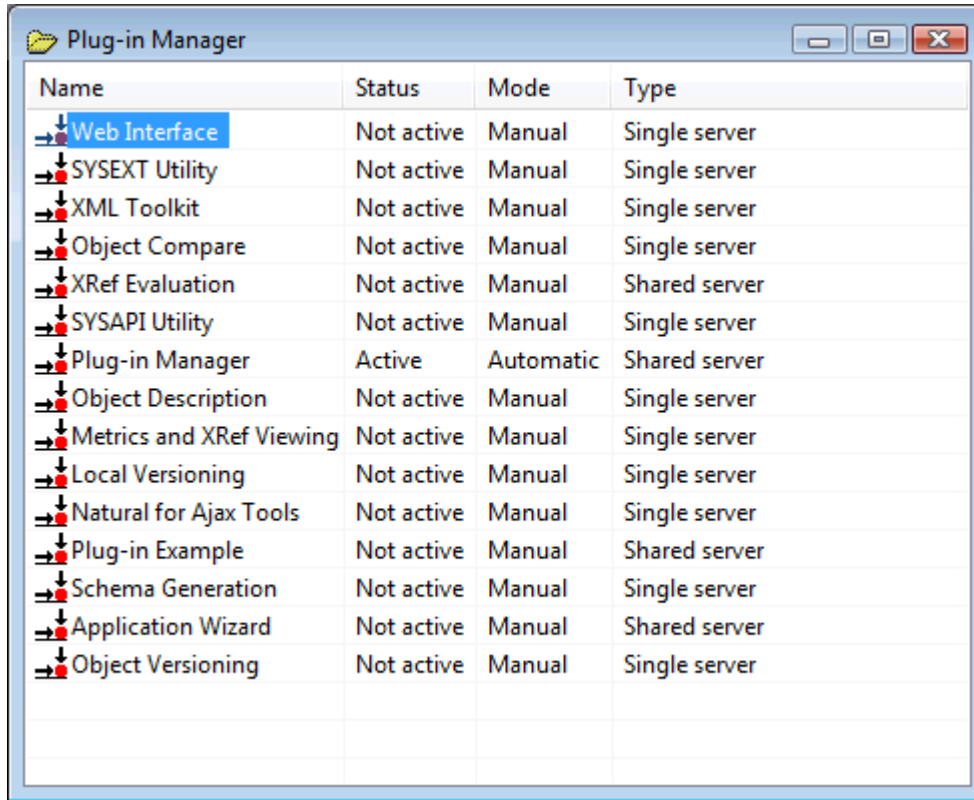 Plug-in Manager
Name Status Mode Type
Web Interface Not active Manual Single server
SYSEXT Utility Not active Manual Single server
XML Toolkit Not active Manual Single server
Object Compare Not active Manual Single server
XRef Evaluation Not active Manual Shared server
SYSAPI Utility Not active Manual Single server
Plug-in Manager Active Automatic Shared server
Object Description Not active Manual Single server
Metrics and XRef Viewing Not active Manual Single server
Local Versioning Not active Manual Single server
Natural for Ajax Tools Not active Manual Single server
Plug-in Example Not active Manual Shared server
Schema Generation Not active Manual Single server
Application Wizard Not active Manual Shared server
Object Versioning Not active Manual Single server